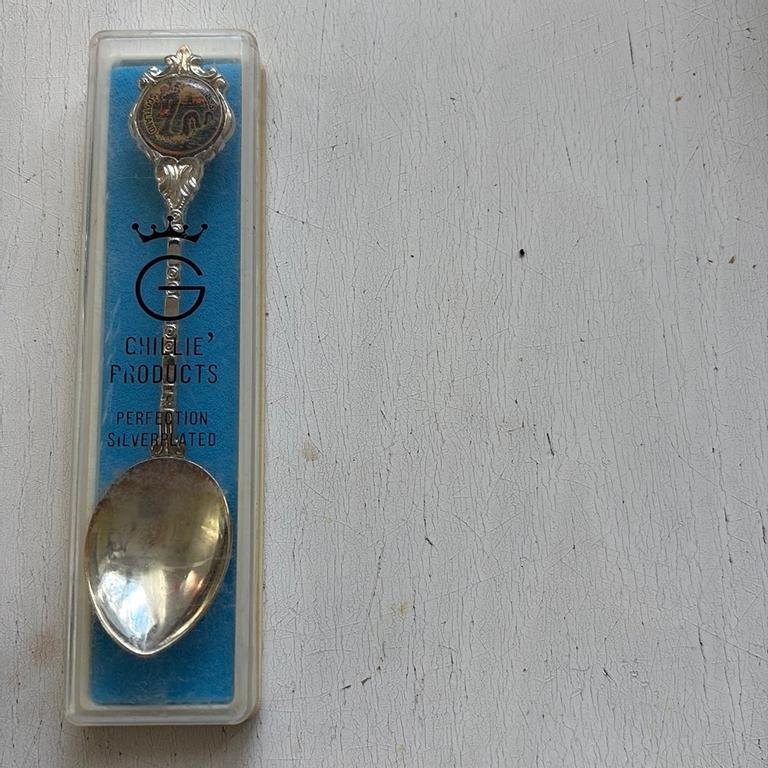 G
CHILLIE'
PRODUCTS
PERFECTION
SILVERPLATED